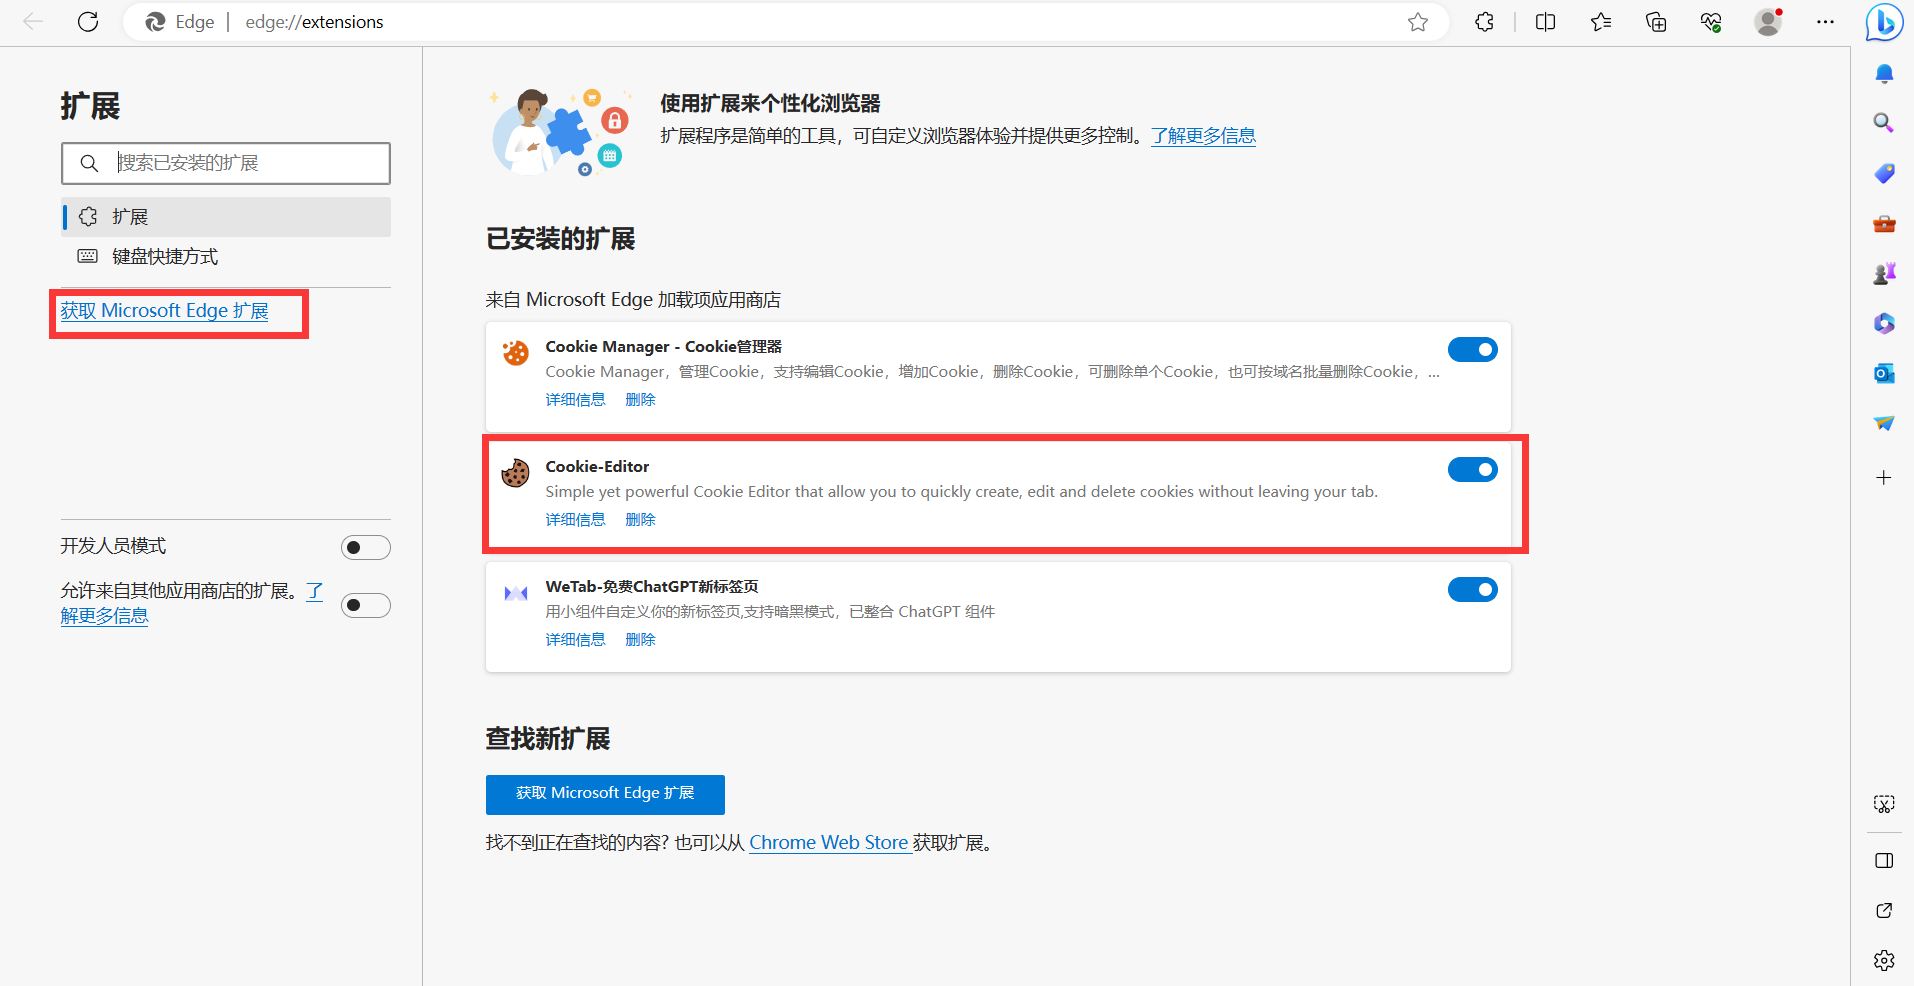 Edge
edge://extensions
扩展
搜索已安装的扩展
扩展
键盘快捷方式
获取 Microsoft Edge 扩展
开发人员模式
允许来自其他应用商店的扩展。了
解更多信息
使用扩展来个性化浏览器
扩展程序是简单的工具，可自定义浏览器体验并提供更多控制。了解更多信息
已安装的扩展
来自 Microsoft Edge 加载项应用商店
Cookie Manager - Cookie管理器
Cookie Manager，管理Cookie，支持编辑Cookie，增加Cookie，删除Cookie，可删除单个Cookie，也可按域名批量删除Cookie，...
详细信息 删除
Cookie-Editor
Simple yet powerful Cookie Editor that allow you to quickly create, edit and delete cookies without leaving your tab.
详细信息 删除
WeTab-免费ChatGPT新标签页
用小组件自定义你的新标签页,支持暗黑模式，已整合 ChatGPT 组件
详细信息 删除
查找新扩展
获取 Microsoft Edge 扩展
找不到正在查找的内容? 也可以从 Chrome Web Store 获取扩展。